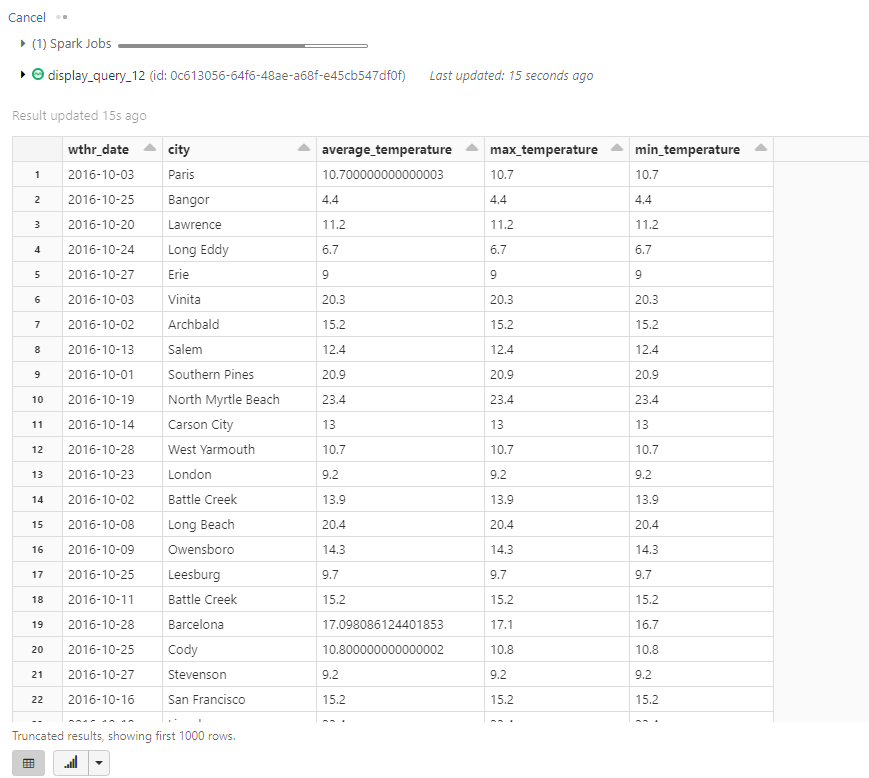 Cancel
(1) Spark Jobs
display_query_12 (id: 0c613056-64f6-48ae-a68f-e45cb547df0f) Last updated: 15 seconds ago
Result updated 15s ago
wthr_date city average_temperature max_temperature min_temperature
1 2016-10-03 Paris 10.700000000000003 10.7 10.7
2 2016-10-25 Bangor 4.4 4.4 4.4
3 2016-10-20 Lawrence 11.2 11.2 11.2
4 2016-10-24 Long Eddy 6.7 6.7 6.7
5 2016-10-27 Erie 9 9 9
6 2016-10-03 Vinita 20.3 20.3 20.3
7 2016-10-02 Archbald 15.2 15.2 15.2
8 2016-10-13 Salem 12.4 12.4 12.4
9 2016-10-01 Southern Pines 20.9 20.9 20.9
10 2016-10-19 North Myrtle Beach 23.4 23.4 23.4
11 2016-10-14 Carson City 13 13 13
12 2016-10-28 West Yarmouth 10.7 10.7 10.7
13 2016-10-23 London 9.2 9.2 9.2
14 2016-10-02 Battle Creek 13.9 13.9 13.9
15 2016-10-08 Long Beach 20.4 20.4 20.4
16 2016-10-09 Owensboro 14.3 14.3 14.3
17 2016-10-25 Leesburg 9.7 9.7 9.7
18 2016-10-11 Battle Creek 15.2 15.2 15.2
19 2016-10-28 Barcelona 17.098086124401853 17.1 16.7
20 2016-10-25 Cody 10.800000000000002 10.8 10.8
21 2016-10-27 Stevenson 9.2 9.2 9.2
22 2016-10-16 San Francisco 15.2 15.2 15.2
Truncated results, showing first 1000 rows.